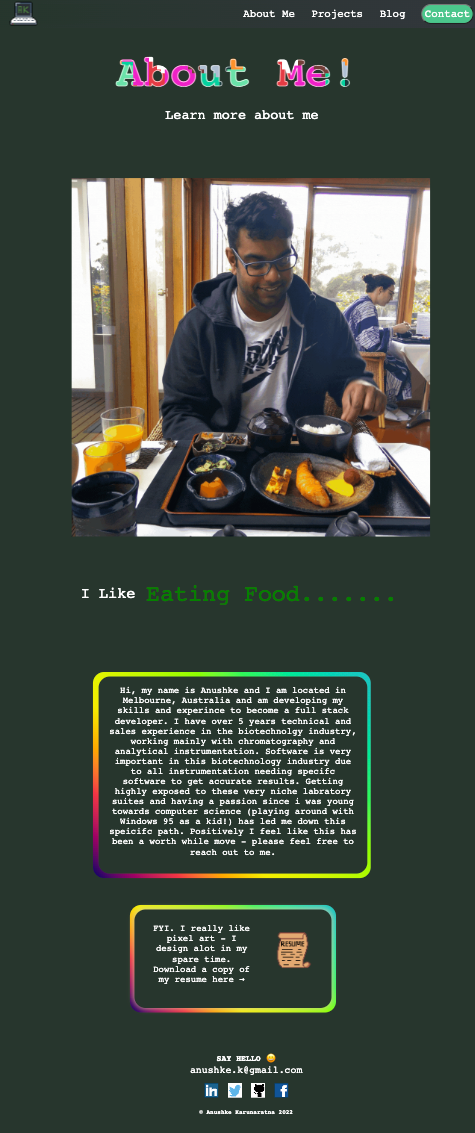 About Me Projects Blog Contact
About Me!
Learn more about me
I Like Eating Food.......
Hi, my name is Anushke and I am located in
Melbourne, Australia and am developing my
skills and experince to become a full stack
developer. I have over 5 years technical and
sales experience in the biotechnolgy industry,
working mainly with chromatography and
analytical instrumentation. Software is very
important in this biotechnology industry due
to all instrumentation needing specifc
software to get accurate results. Getting
highly exposed to these very niche labratory
suites and having a passion since i was young
towards computer science (playing around with
Windows 95 as a kid!) has led me down this
speicifc path. Positively I feel like this has
been a worth while move - please feel free to
reach out to me.
FYI. I really like
pixel art - I
design alot in my
spare time.
Download a copy of
my resume here →
RESUME
SAY HELLO 😄
anushke.k@gmail.com
© Anushke Karunaratna 2022